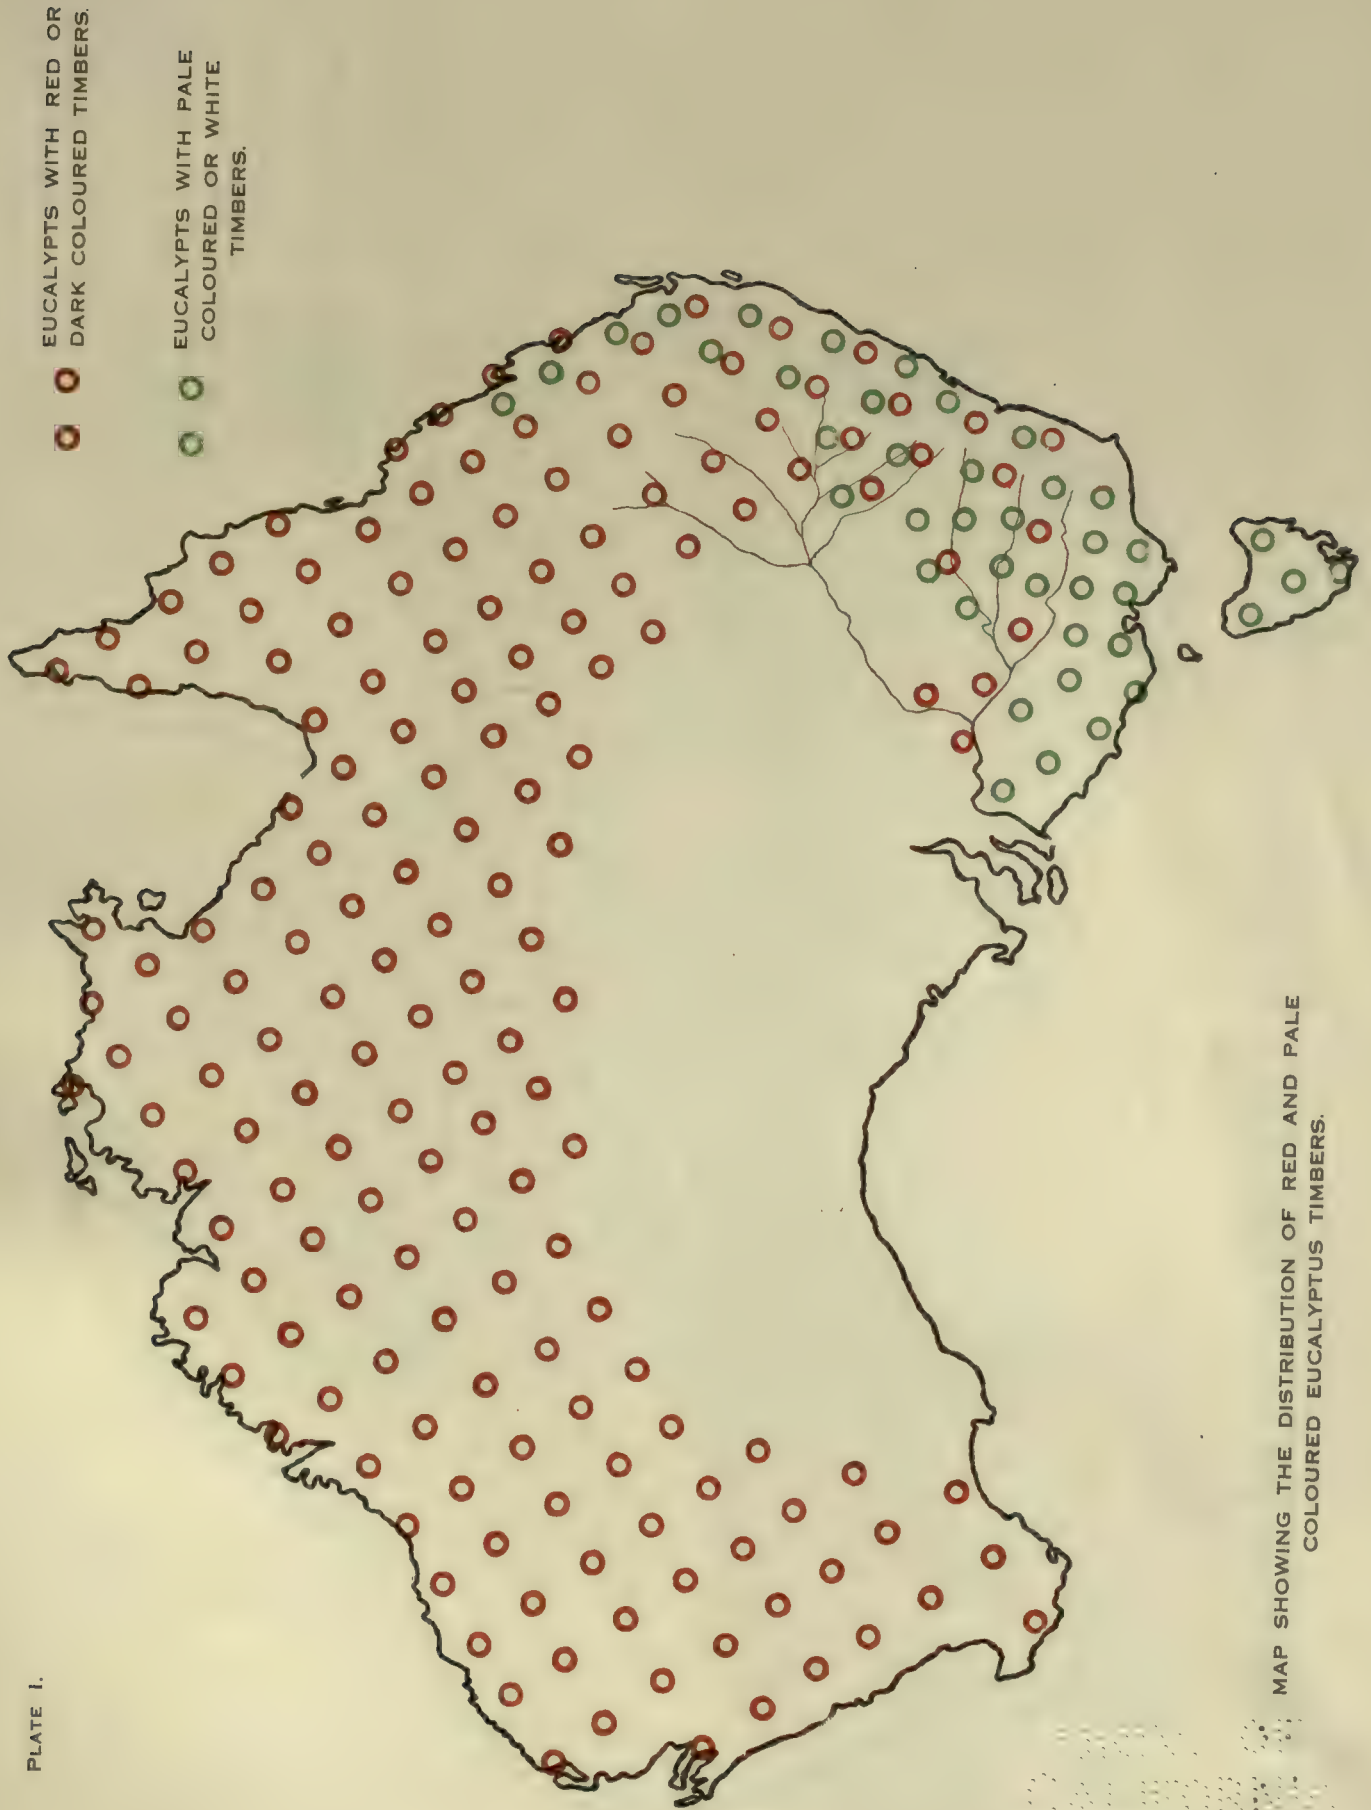 PLATE I.
EUCALYPTS WITH RED OR
DARK COLOURED TIMBERS.
EUCALYPTS WITH PALE
COLOURED OR WHITE
TIMBERS.
MAP SHOWING THE DISTRIBUTION OF RED AND PALE
COLOURED EUCALYPTUS TIMBERS.